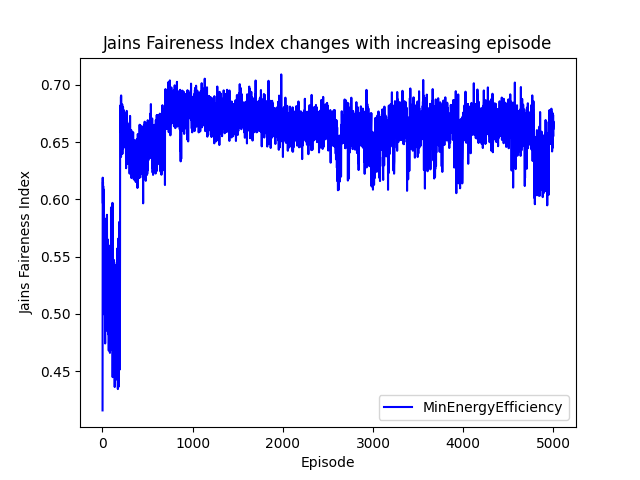 Jains Faireness Index changes with increasing episode
0.70
0.65
0.60
0.55
0.50
0.45
Jains Faireness Index
MinEnergyEfficiency
0 1000 2000 3000 4000 5000
Episode